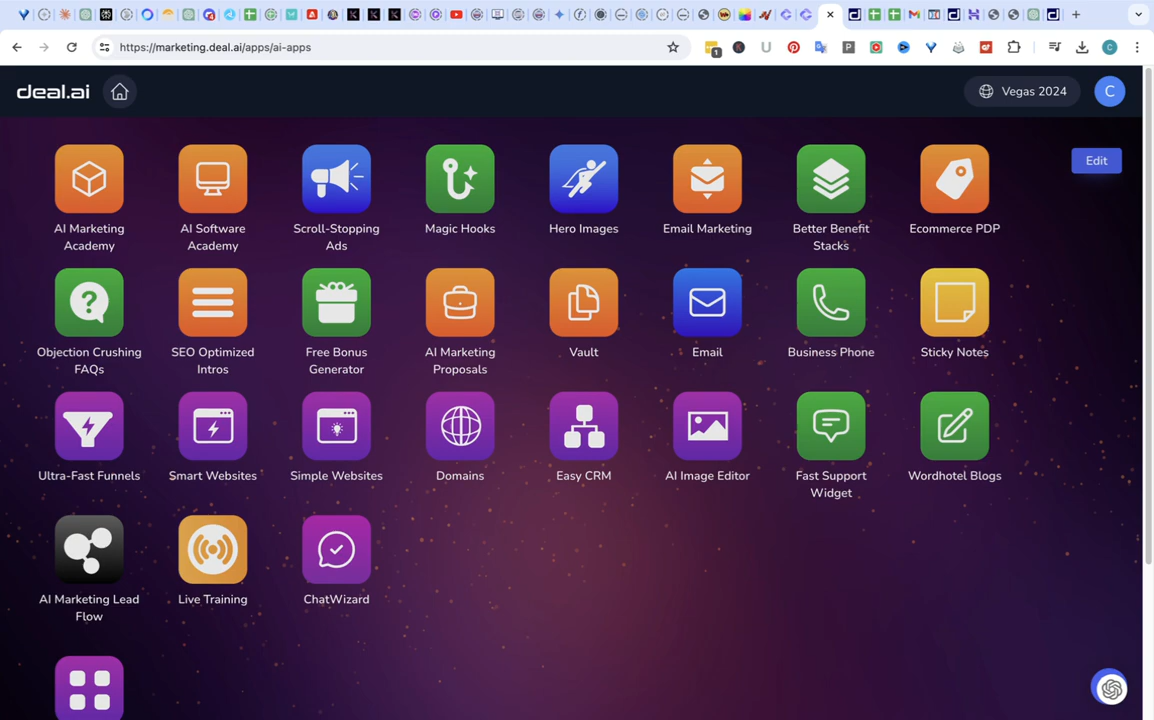 https://marketing.deal.ai/apps/ai-apps
1
C
deal.ai
Vegas 2024
C
Edit
AI Marketing
Academy
AI Software
Academy
Scroll-Stopping
Ads
Magic Hooks
Hero Images
Email Marketing
Better Benefit
Stacks
Ecommerce PDP
Objection Crushing
FAQs
SEO Optimized
Intros
Free Bonus
Generator
AI Marketing
Proposals
Vault
Email
Business Phone
Sticky Notes
Ultra-Fast Funnels
Smart Websites
Simple Websites
Domains
Easy CRM
AI Image Editor
Fast Support
Widget
Wordhotel Blogs
AI Marketing Lead
Flow
Live Training
ChatWizard